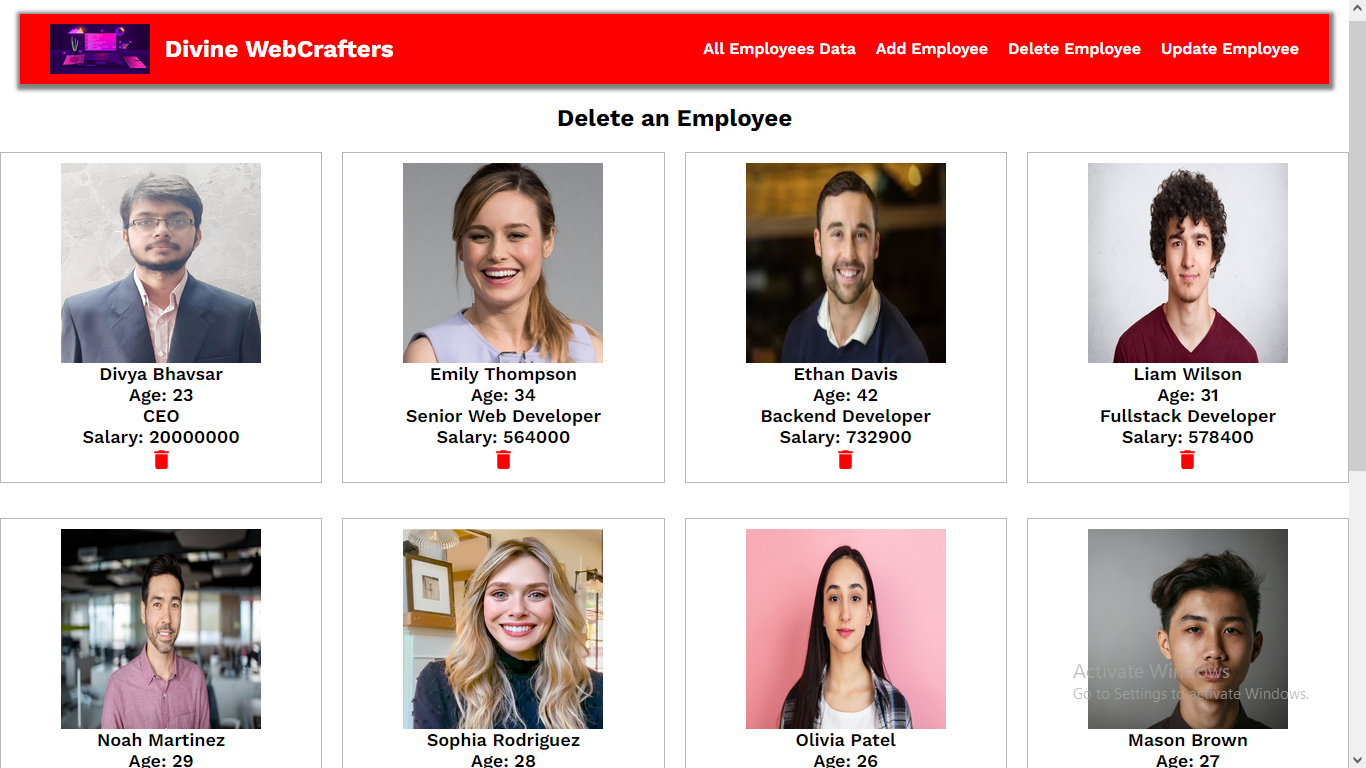 Divine WebCrafters
All Employees Data
Add Employee
Delete Employee
Update Employee
Delete an Employee
Divya Bhavsar
Age: 23
CEO
Salary: 20000000
Emily Thompson
Age: 34
Senior Web Developer
Salary: 564000
Ethan Davis
Age: 42
Backend Developer
Salary: 732900
Liam Wilson
Age: 31
Fullstack Developer
Salary: 578400
Noah Martinez
Age: 29
Sophia Rodriguez
Age: 28
Olivia Patel
Age: 26
Mason Brown
Age: 27
Activate Windows
Go to Settings to activate Windows.